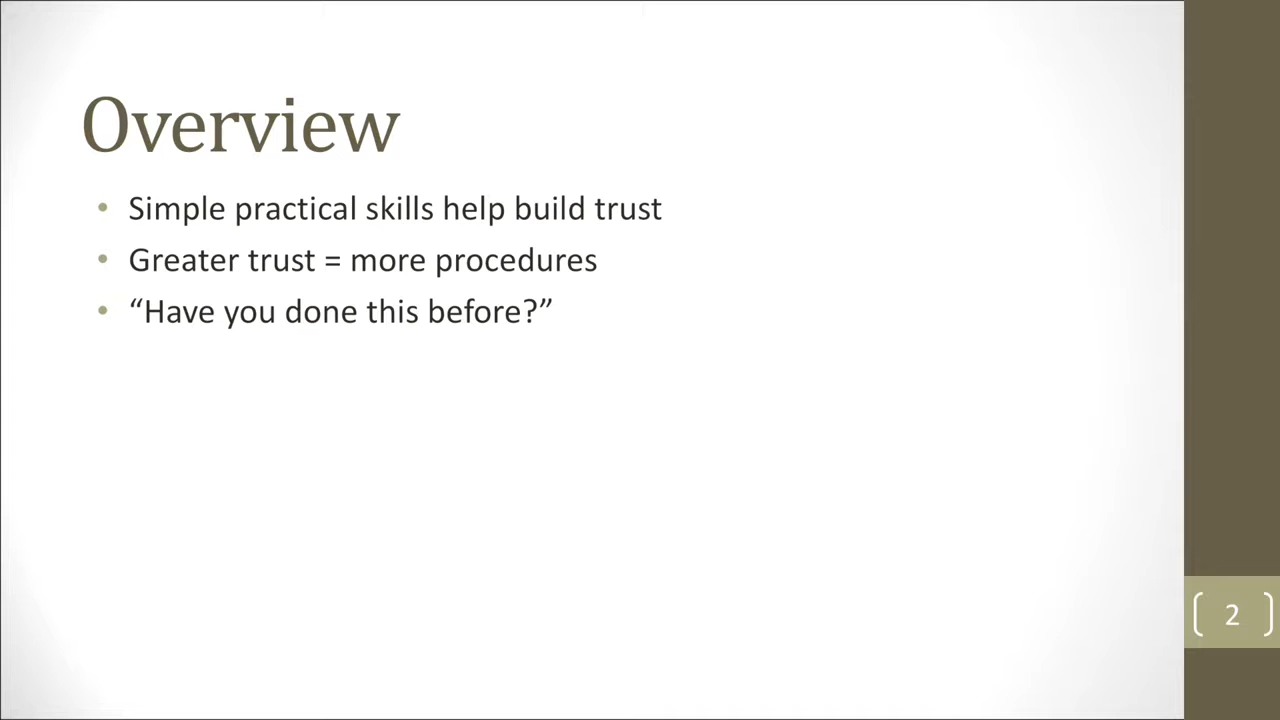 Overview
• Simple practical skills help build trust
• Greater trust = more procedures
• “Have you done this before?”
2